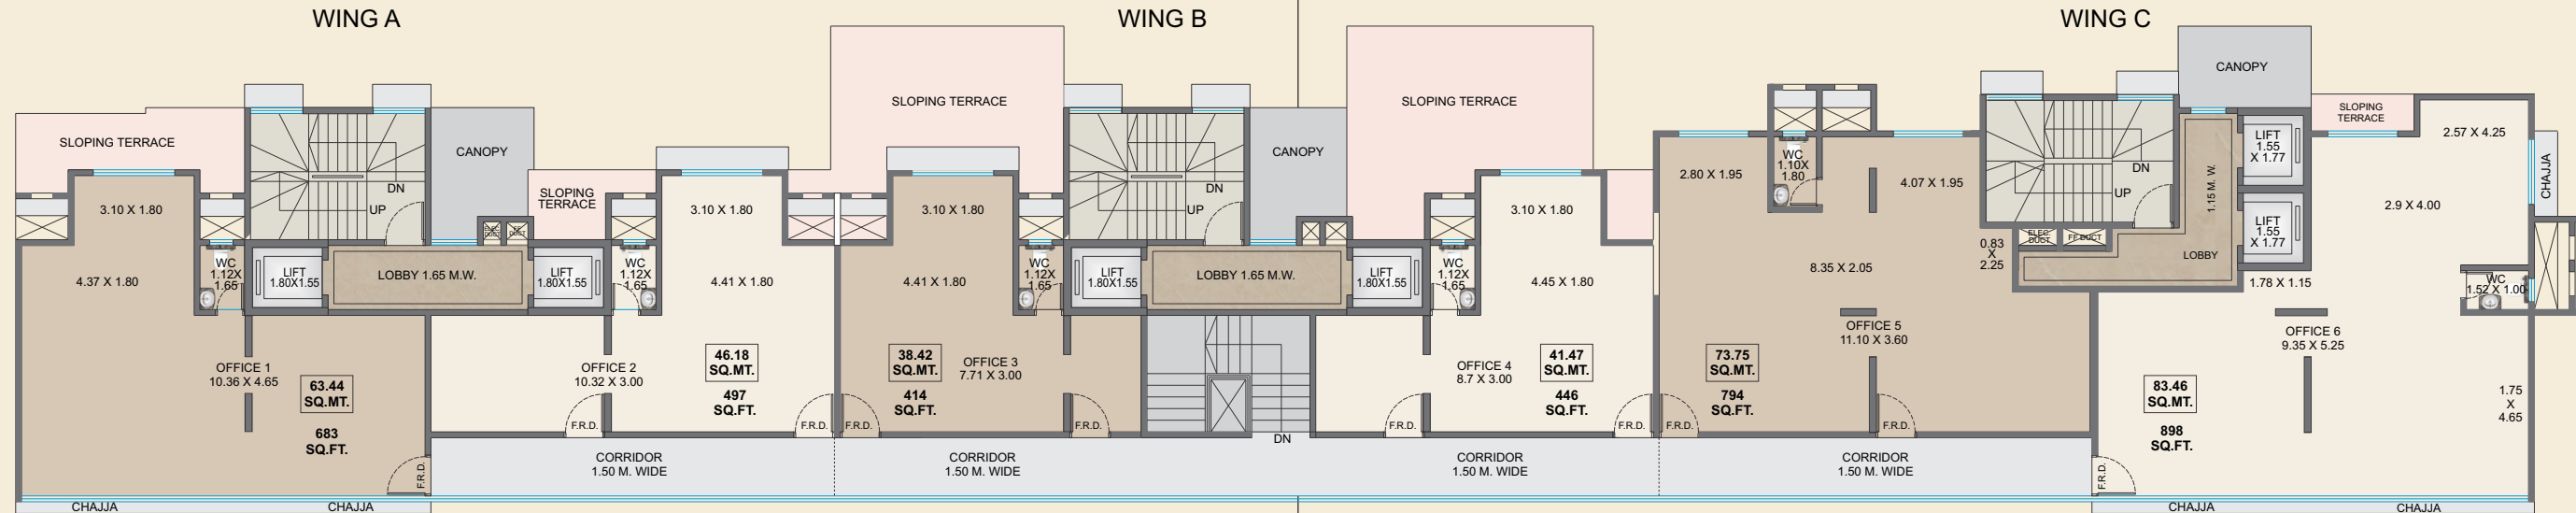 WING A
WING B
WING C
SLOPING TERRACE
3.10 X 1.80
4.37 X 1.80
WC
1.12X
1.65
DN
UP
LIFT
1.80X1.55
LOBBY 1.65 M.W.
CANOPY
ELEC
DUCT
FF
DUCT
LIFT
1.80X1.55
OFFICE 1
10.36 X 4.65
63.44
SQ.MT.
683
SQ.FT.
F.R.D.
CHAJJA
CHAJJA
SLOPING
TERRACE
WC
1.12X
1.65
3.10 X 1.80
4.41 X 1.80
OFFICE 2
10.32 X 3.00
46.18
SQ.MT.
497
SQ.FT.
F.R.D.
F.R.D.
CORRIDOR
1.50 M. WIDE
SLOPING TERRACE
3.10 X 1.80
4.41 X 1.80
WC
1.12X
1.65
38.42
SQ.MT.
414
SQ.FT.
OFFICE 3
7.71 X 3.00
F.R.D.
F.R.D.
CORRIDOR
1.50 M. WIDE
DN
UP
LIFT
1.80X1.55
LOBBY 1.65 M.W.
CANOPY
LIFT
1.80X1.55
DN
SLOPING TERRACE
WC
1.12X
1.65
3.10 X 1.80
4.45 X 1.80
OFFICE 4
8.7 X 3.00
41.47
SQ.MT.
446
SQ.FT.
F.R.D.
F.R.D.
CORRIDOR
1.50 M. WIDE
2.80 X 1.95
WC
1.10X
1.80
4.07 X 1.95
8.35 X 2.05
0.83
X
2.25
OFFICE 5
11.10 X 3.60
73.75
SQ.MT.
794
SQ.FT.
F.R.D.
F.R.D.
CORRIDOR
1.50 M. WIDE
DN
UP
ELEC
DUCT
FF DUCT
CANOPY
1.15 M. W.
LOBBY
LIFT
1.55
X 1.77
LIFT
1.55
X 1.77
SLOPING
TERRACE
2.57 X 4.25
CHAJJA
2.9 X 4.00
1.78 X 1.15
WC
1.52 X 1.00
OFFICE 6
9.35 X 5.25
83.46
SQ.MT.
898
SQ.FT.
1.75
X
4.65
F.R.D.
CHAJJA
CHAJJA